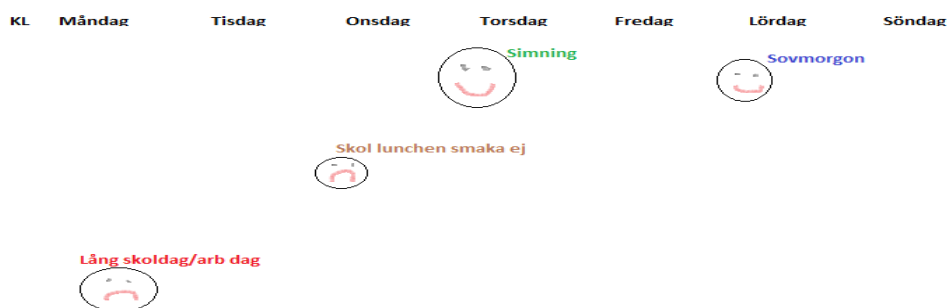 KL Måndag Tisdag Onsdag Torsdag Fredag Lördag Söndag
Simning
Sovmorgon
Skol lunchen smaka ej
Lång skoldag/arb dag